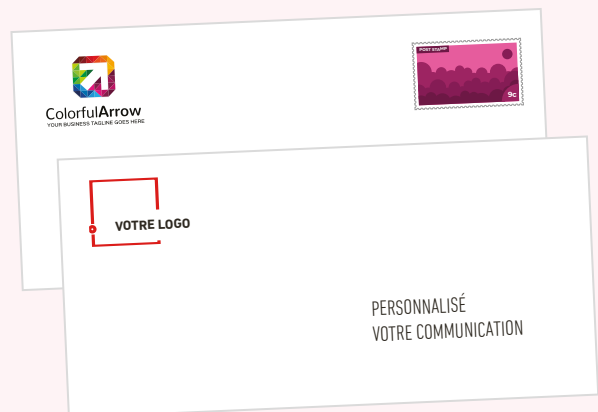 POST STAMP
9c
ColorfulArrow
YOUR BUSINESS TAGLINE GOES HERE
VOTRE LOGO
PERSONNALISÉ
VOTRE COMMUNICATION